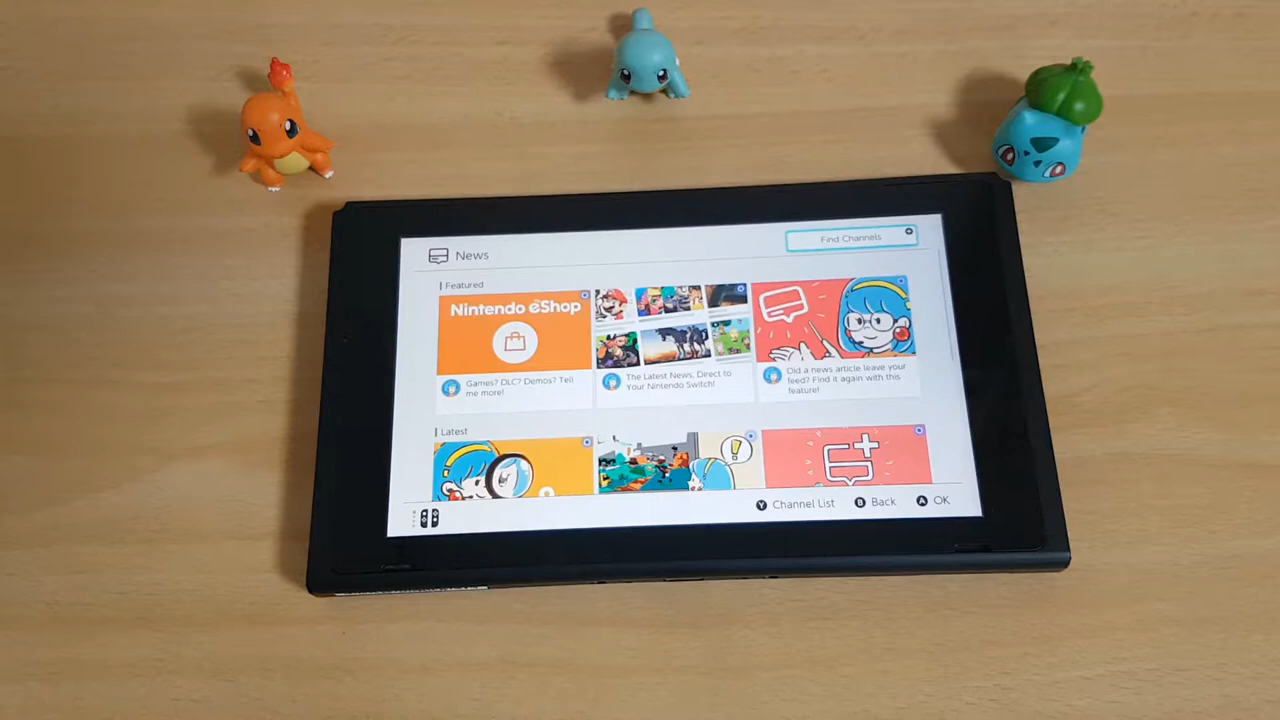 News
Find Channels
Featured
Nintendo eShop
Games? DLC? Demos? Tell
me more!
The Latest News, Direct to
Your Nintendo Switch!
Did a news article leave your
feed? Find it again with this
feature!
Latest
Y Channel List
B Back
A OK